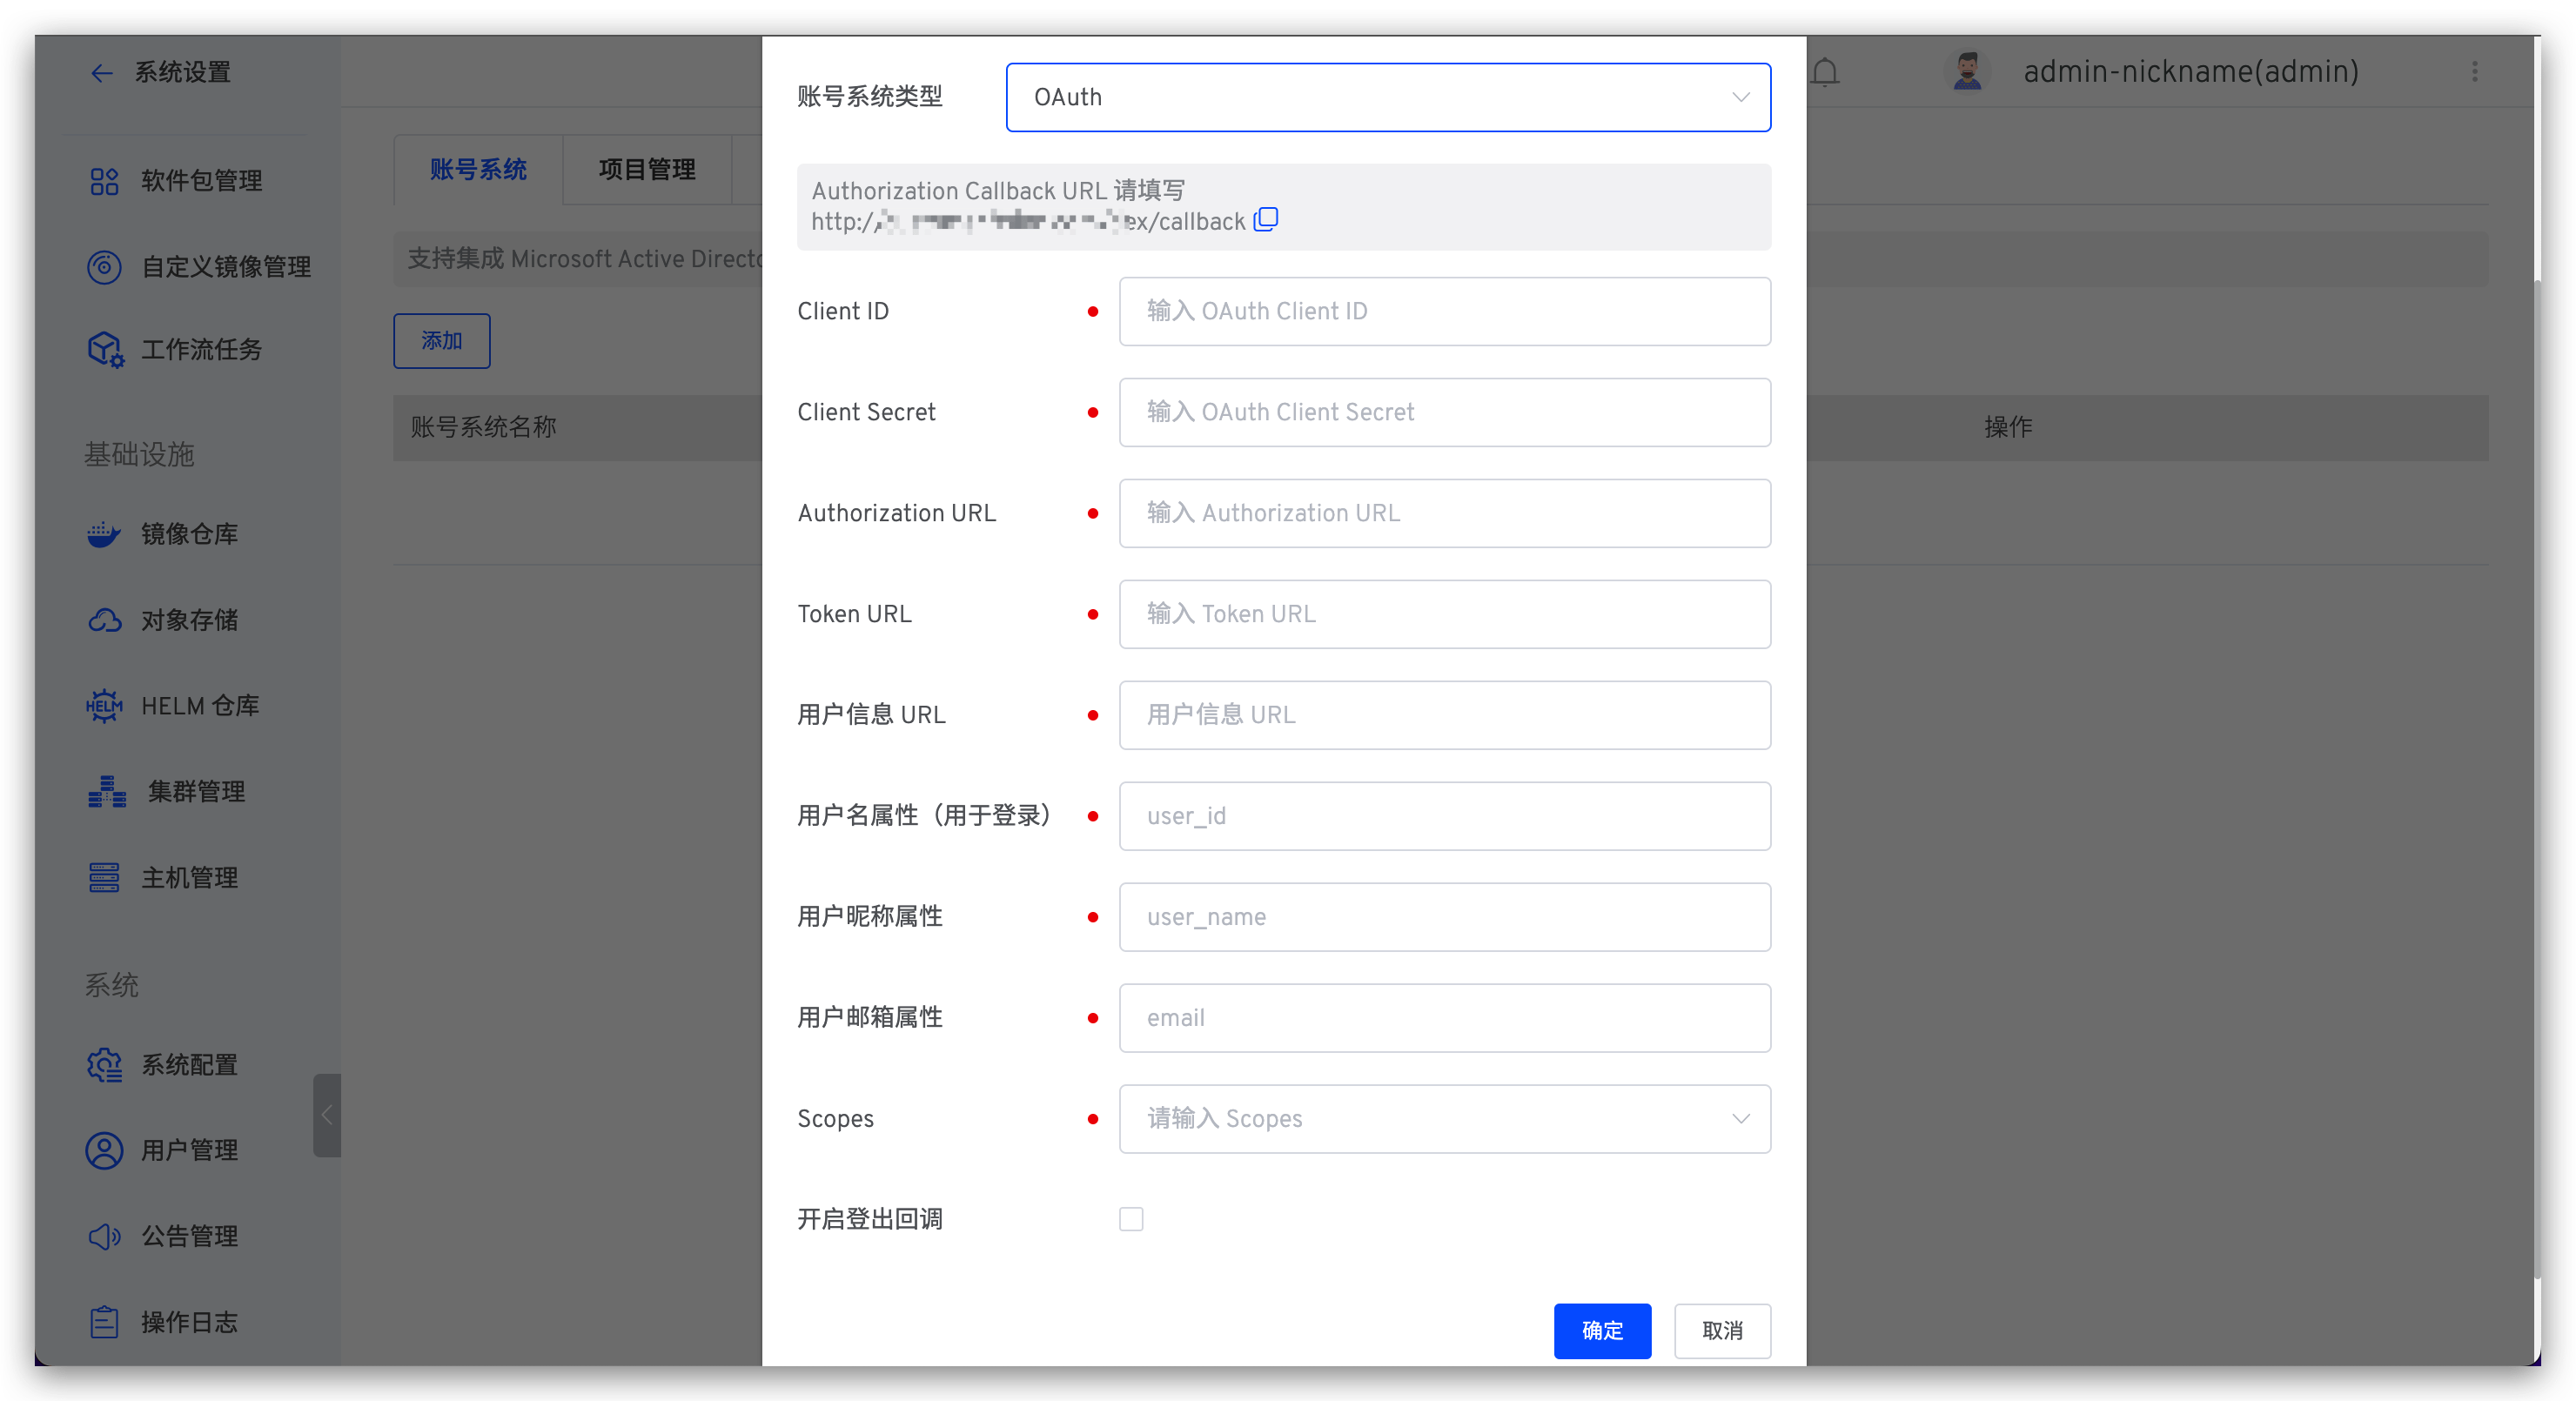 系统设置
软件包管理
自定义镜像管理
工作流任务
基础设施
镜像仓库
对象存储
HELM
HELM 仓库
集群管理
主机管理
系统
系统配置
用户管理
公告管理
操作日志
admin-nickname(admin)
账号系统
项目管理
支持集成 Microsoft Active
添加
账号系统名称
操作
账号系统类型
OAuth
Authorization Callback URL 请填写
http:/ ex/callback
Client ID
输入 OAuth Client ID
Client Secret
输入 OAuth Client Secret
Authorization URL
输入 Authorization URL
Token URL
输入 Token URL
用户信息 URL
用户信息 URL
用户名属性（用于登录）
user_id
用户昵称属性
user_name
用户邮箱属性
email
Scopes
请输入 Scopes
开启登出回调
确定
取消